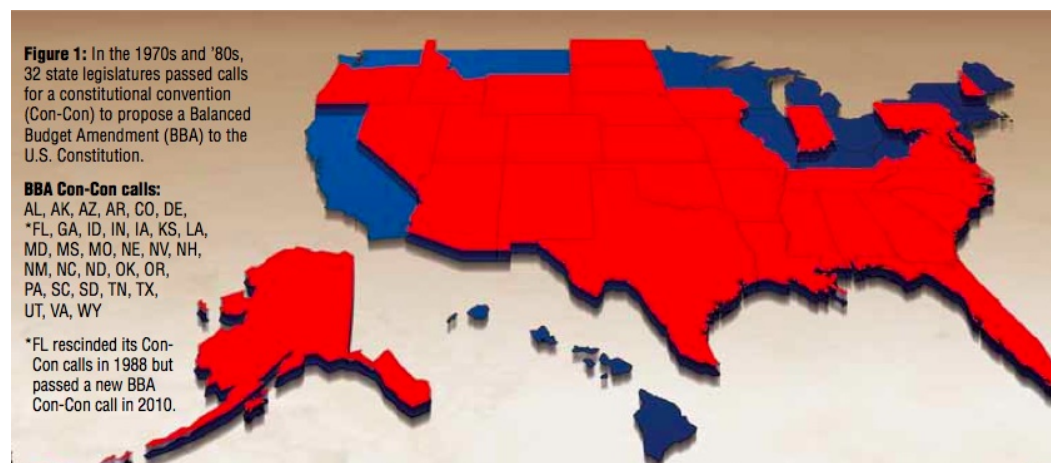 Figure 1: In the 1970s and ’80s,
32 state legislatures passed calls
for a constitutional convention
(Con-Con) to propose a Balanced
Budget Amendment (BBA) to the
U.S. Constitution.
BBA Con-Con calls:
AL, AK, AZ, AR, CO, DE,
*FL, GA, ID, IN, IA, KS, LA,
MD, MS, MO, NE, NV, NH,
NM, NC, ND, OK, OR,
PA, SC, SD, TN, TX,
UT, VA, WY
*FL rescinded its Con-
Con calls in 1988 but
passed a new BBA
Con-Con call in 2010.